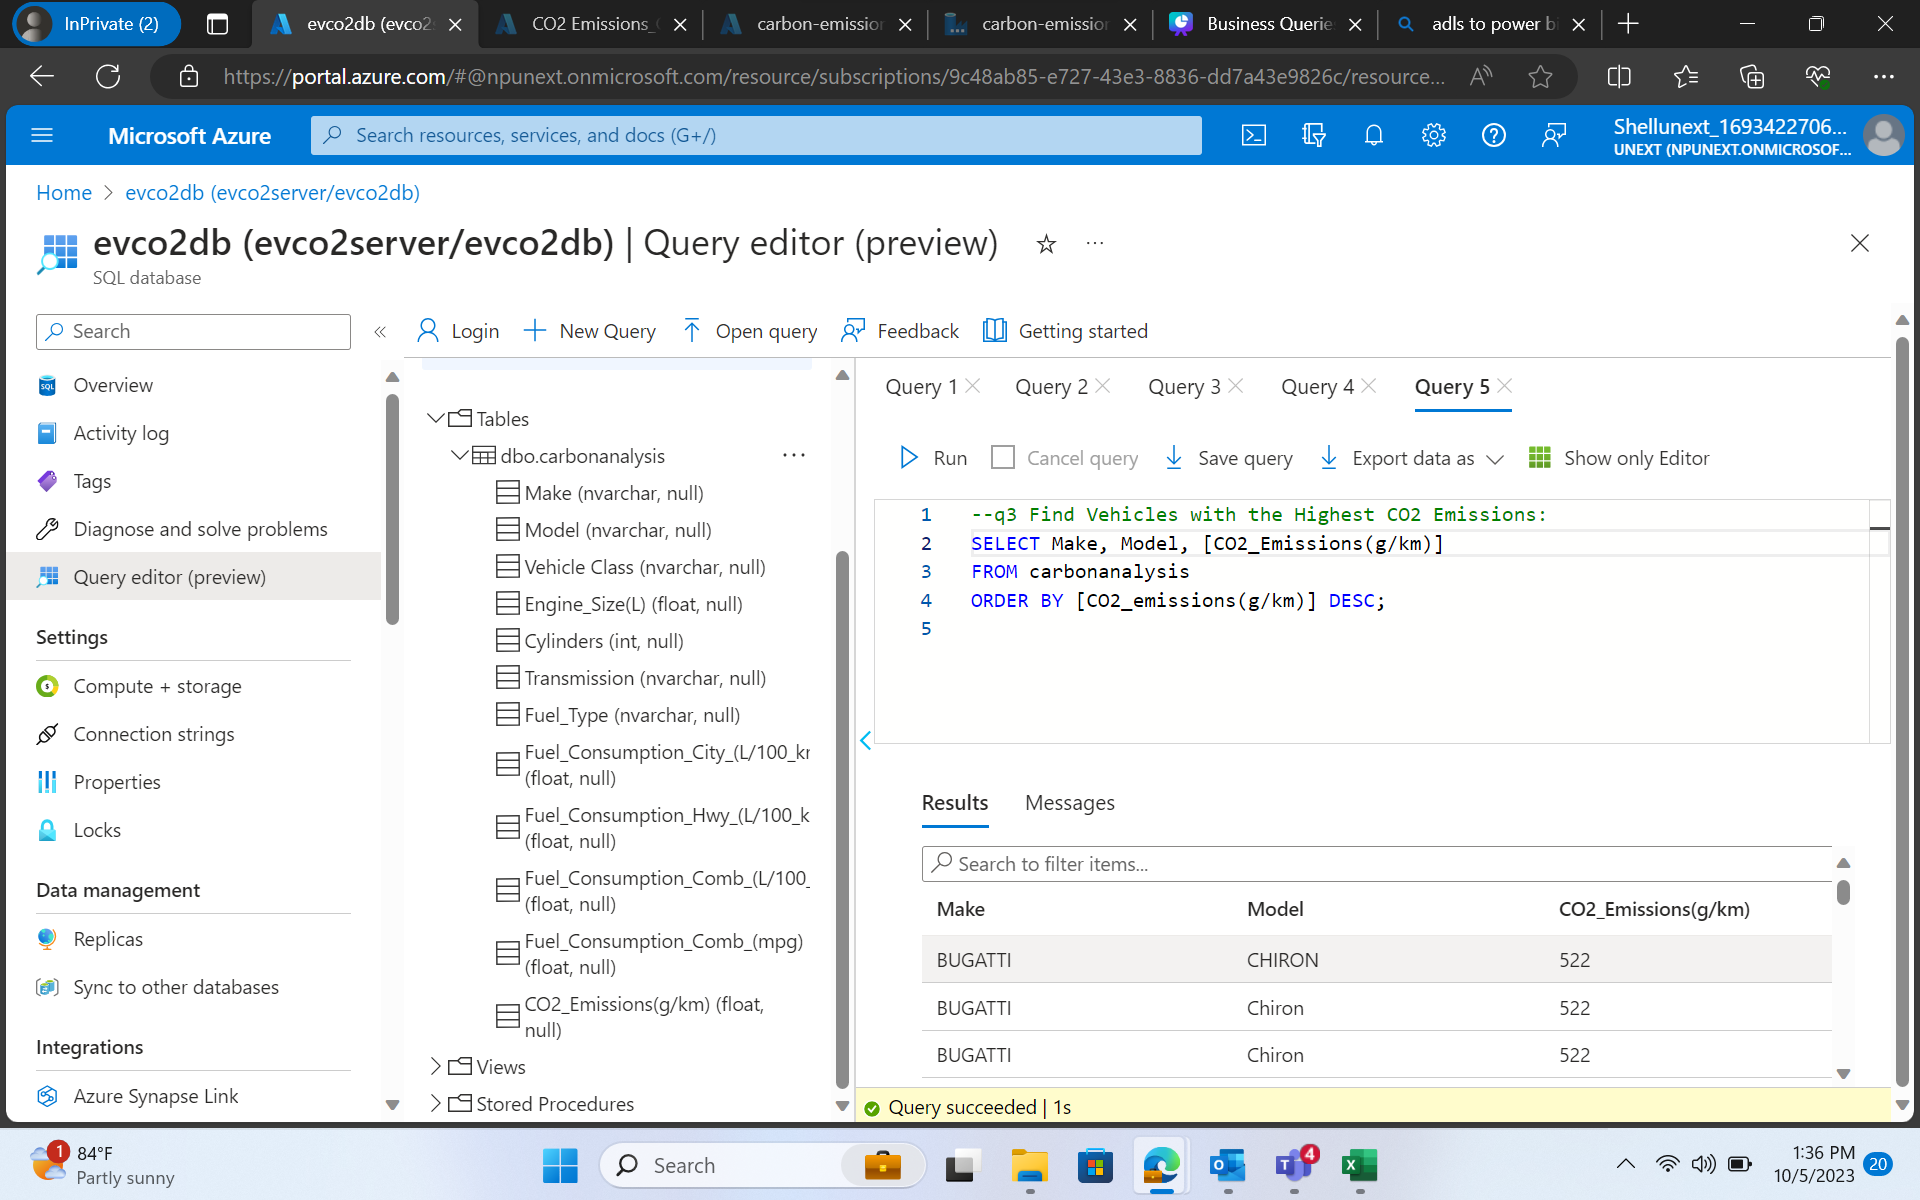 InPrivate (2)
evco2db (evco2
CO2 Emissions_
carbon-emission
carbon-emission
Business Querie
adls to power bi
https://portal.azure.com/#@npunext.onmicrosoft.com/resource/subscriptions/9c48ab85-e727-43e3-8836-dd7a43e9826c/resource...
Microsoft Azure
Search resources, services, and docs (G+/)
Shellunext_1693422706...
UNEXT (NPUNEXT.ONMICROSOF...
Home > evco2db (evco2server/evco2db)
evco2db (evco2server/evco2db) | Query editor (preview)
SQL database
Search
Overview
Activity log
Tags
Diagnose and solve problems
Query editor (preview)
Settings
Compute + storage
Connection strings
Properties
Locks
Data management
Replicas
Sync to other databases
Integrations
Azure Synapse Link
Login
New Query
Open query
Feedback
Getting started
Tables
dbo.carbonanalysis
Make (nvarchar, null)
Model (nvarchar, null)
Vehicle Class (nvarchar, null)
Engine_Size(L) (float, null)
Cylinders (int, null)
Transmission (nvarchar, null)
Fuel_Type (nvarchar, null)
Fuel_Consumption_City_(L/100_kr
(float, null)
Fuel_Consumption_Hwy_(L/100_k
(float, null)
Fuel_Consumption_Comb_(L/100_
(float, null)
Fuel_Consumption_Comb_(mpg)
(float, null)
CO2_Emissions(g/km) (float,
null)
Views
Stored Procedures
Query 1
Query 2
Query 3
Query 4
Query 5
Run
Cancel query
Save query
Export data as
Show only Editor
1 --q3 Find Vehicles with the Highest CO2 Emissions:
2 SELECT Make, Model, [CO2_Emissions(g/km)]
3 FROM carbonanalysis
4 ORDER BY [CO2_emissions(g/km)] DESC;
5
Results
Messages
Search to filter items...
Make Model CO2_Emissions(g/km)
BUGATTI CHIRON 522
BUGATTI Chiron 522
BUGATTI Chiron 522
Query succeeded | 1s
1
84°F
Partly sunny
Search
4
1:36 PM
10/5/2023
20